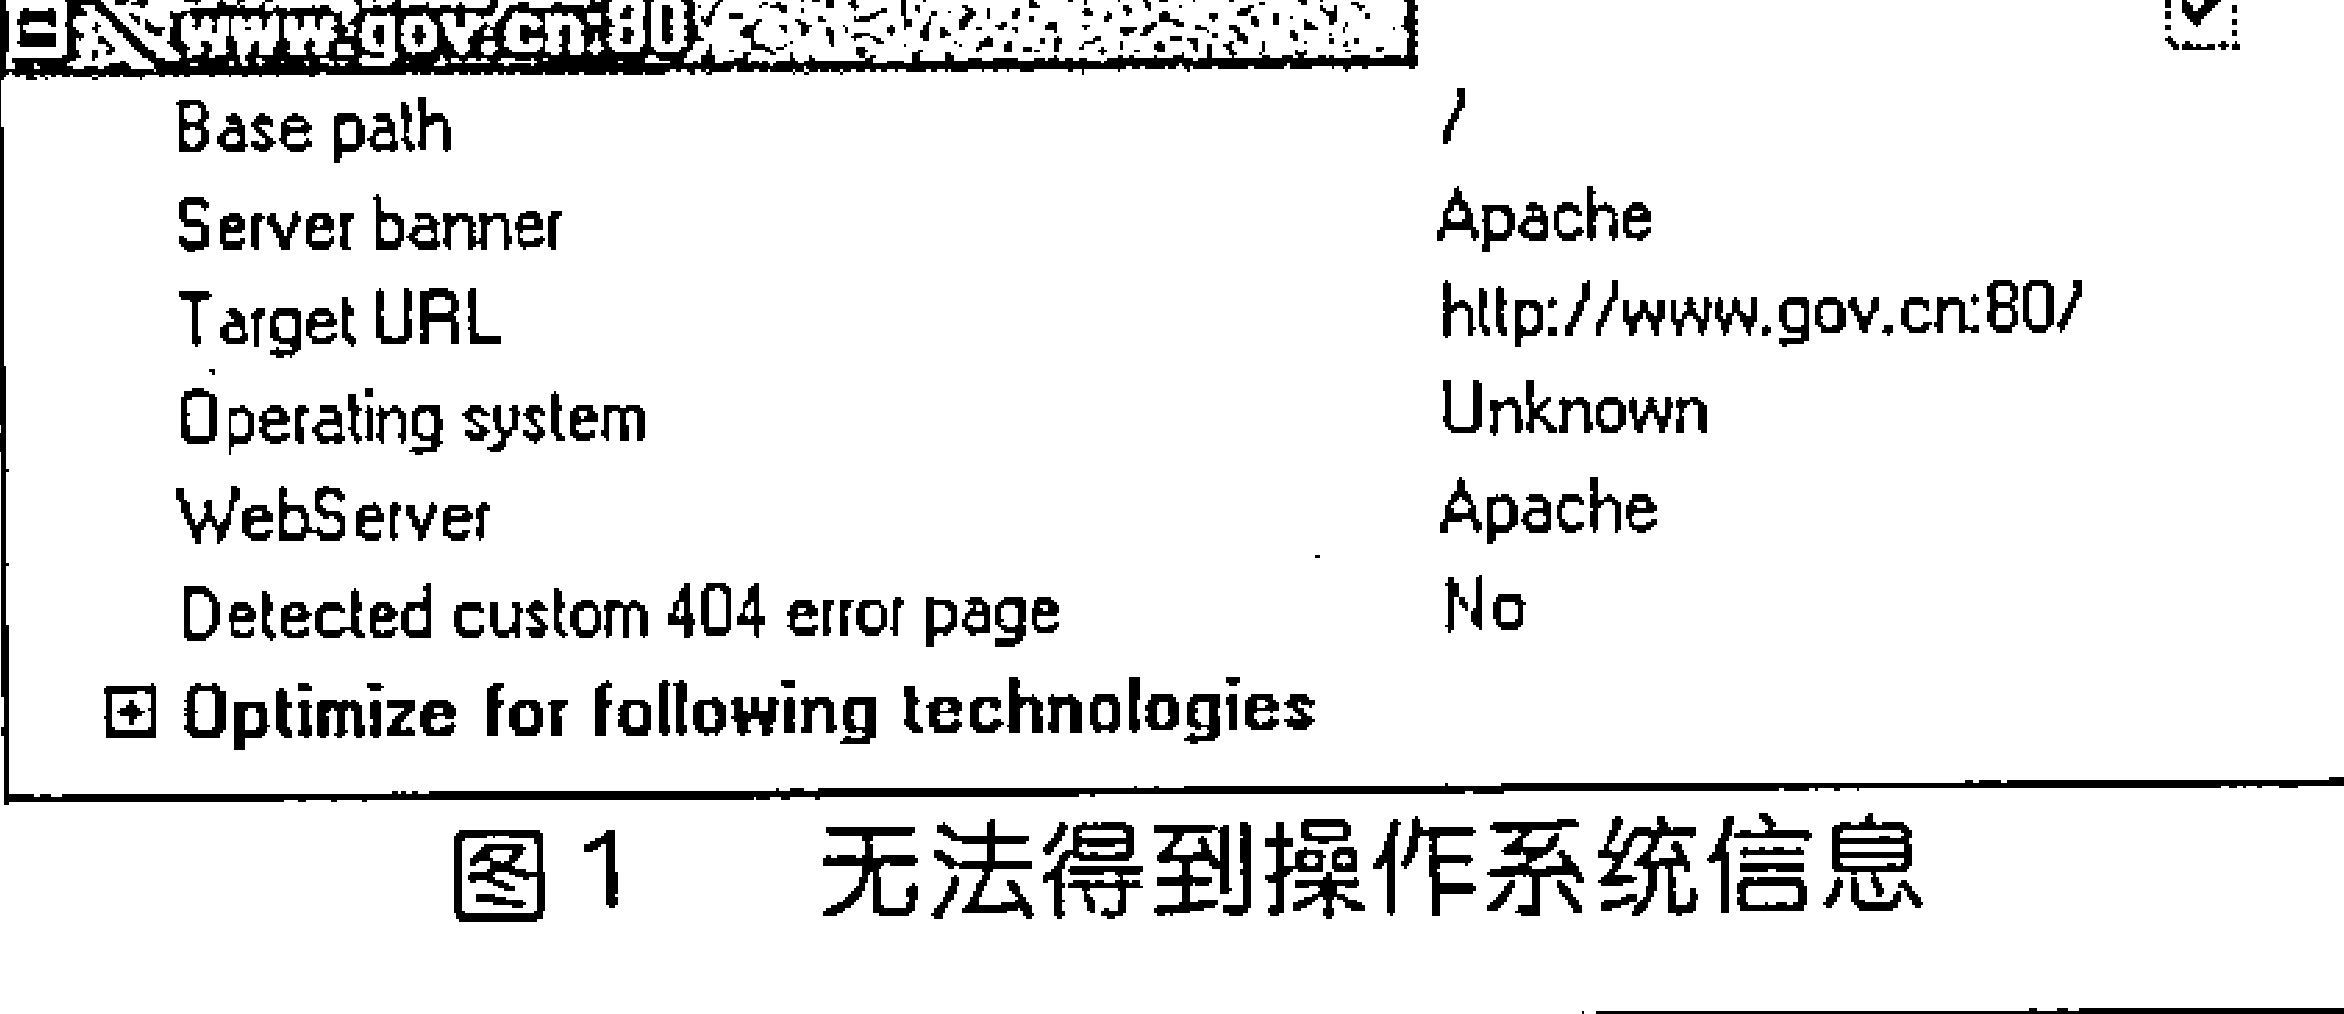 www.gov.cn:80
Base path /
Server banner Apache
Target URL http://www.gov.cn:80/
Operating system Unknown
WebServer Apache
Detected custom 404 error page No
Optimize for following technologies
图1 无法得到操作系统信息